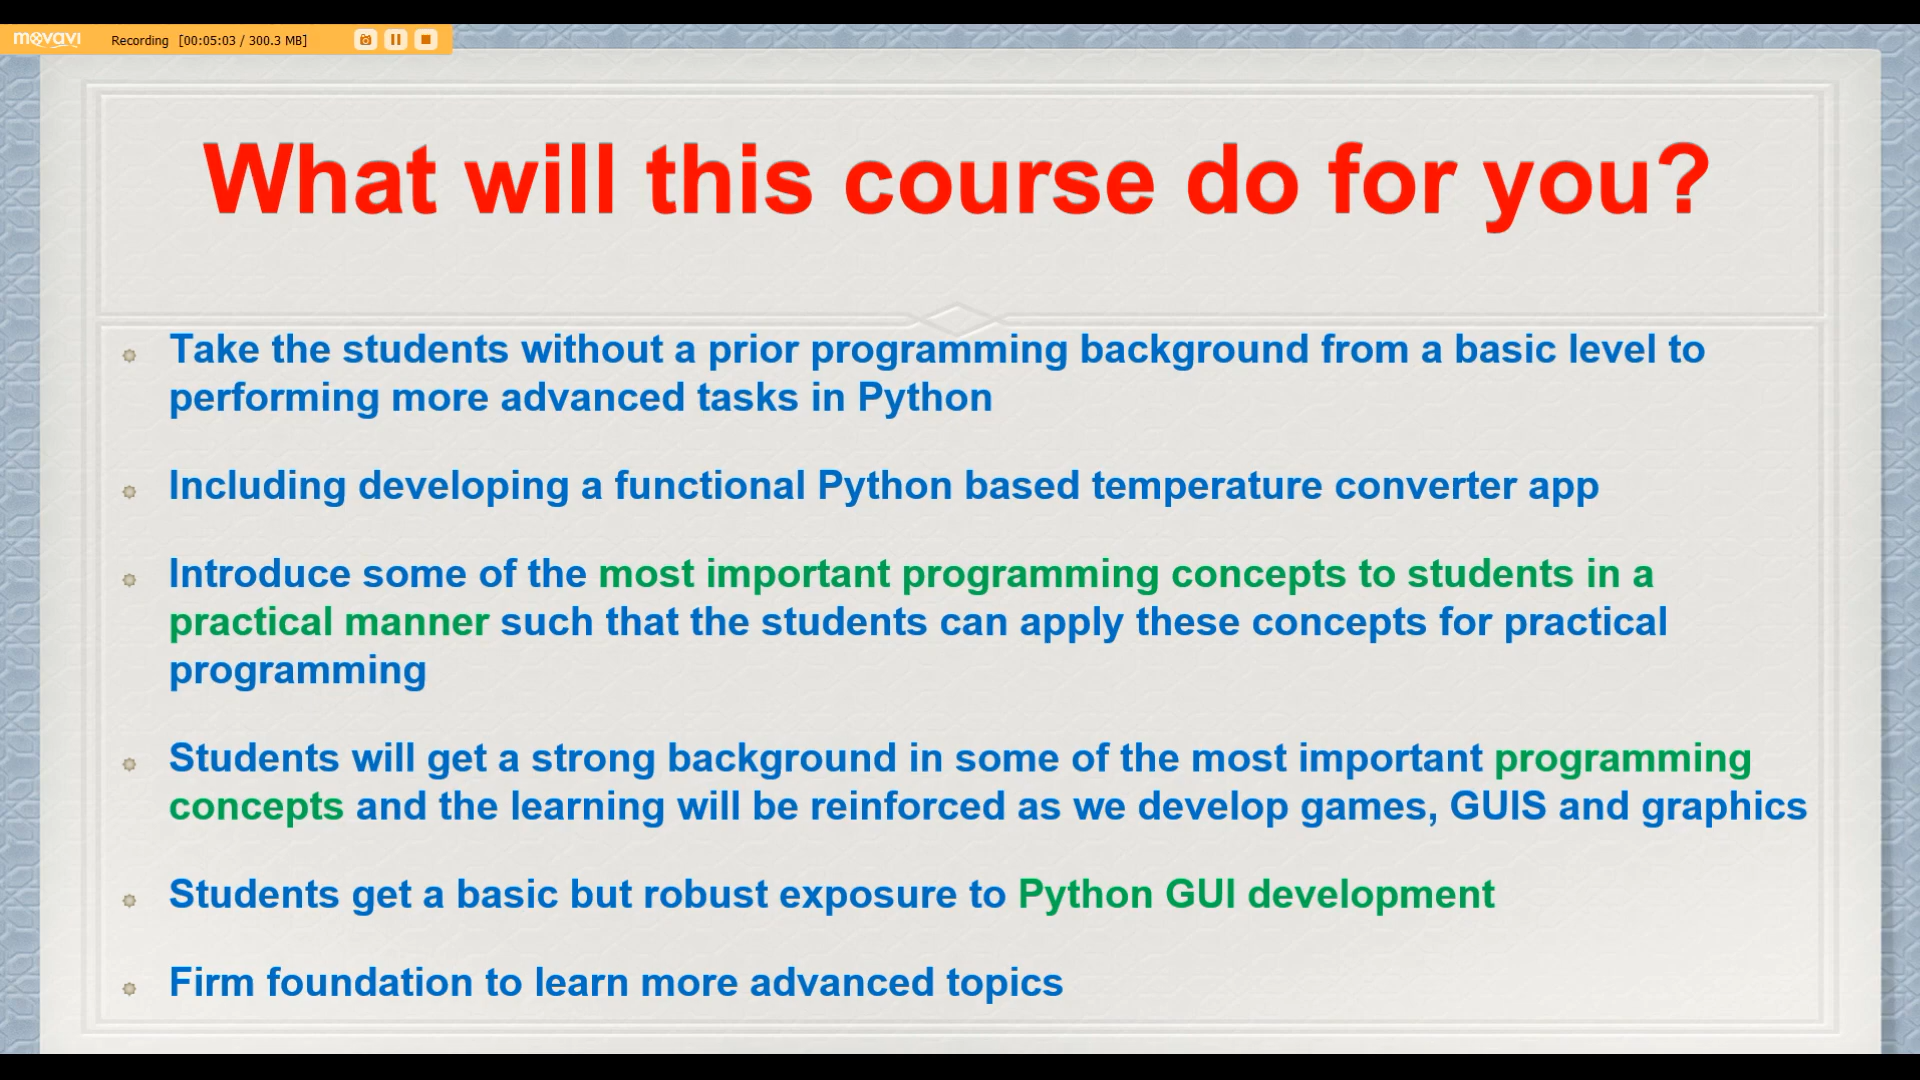 movavi Recording [00:05:03 / 300.3 MB]
What will this course do for you?
Take the students without a prior programming background from a basic level to
performing more advanced tasks in Python
Including developing a functional Python based temperature converter app
Introduce some of the most important programming concepts to students in a
practical manner such that the students can apply these concepts for practical
programming
Students will get a strong background in some of the most important programming
concepts and the learning will be reinforced as we develop games, GUIS and graphics
Students get a basic but robust exposure to Python GUI development
Firm foundation to learn more advanced topics